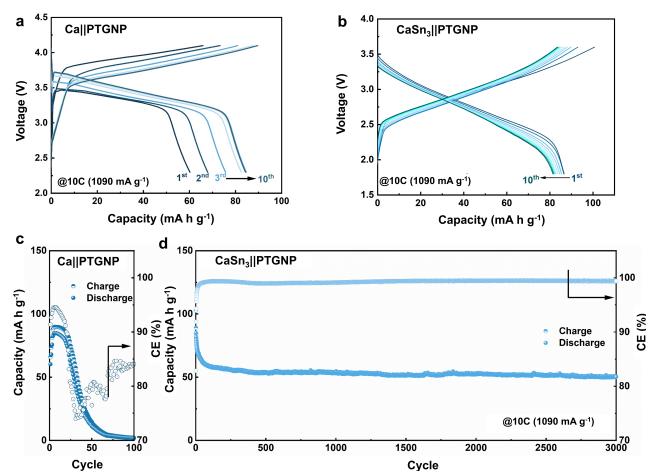 a
Ca||PTGNP
4.5
4.0
3.5
3.0
2.5
2.0
Voltage (V)
@10C (1090 mA g-1)
1st 2nd 3rd 10th
0 20 40 60 80 100
Capacity (mA h g-1)
b
CaSn3||PTGNP
4.0
3.5
3.0
2.5
2.0
1.5
Voltage (V)
@10C (1090 mA g-1)
10th 1st
0 20 40 60 80 100
Capacity (mA h g-1)
c
Ca||PTGNP
150
100
50
0
Capacity (mA h g-1)
Charge
Discharge
100
90
80
70
CE (%)
0 25 50 75 100
Cycle
d
CaSn3||PTGNP
150
100
50
0
Capacity (mA h g-1)
Charge
Discharge
@10C (1090 mA g-1)
100
90
80
70
CE (%)
0 500 1000 1500 2000 2500 3000
Cycle